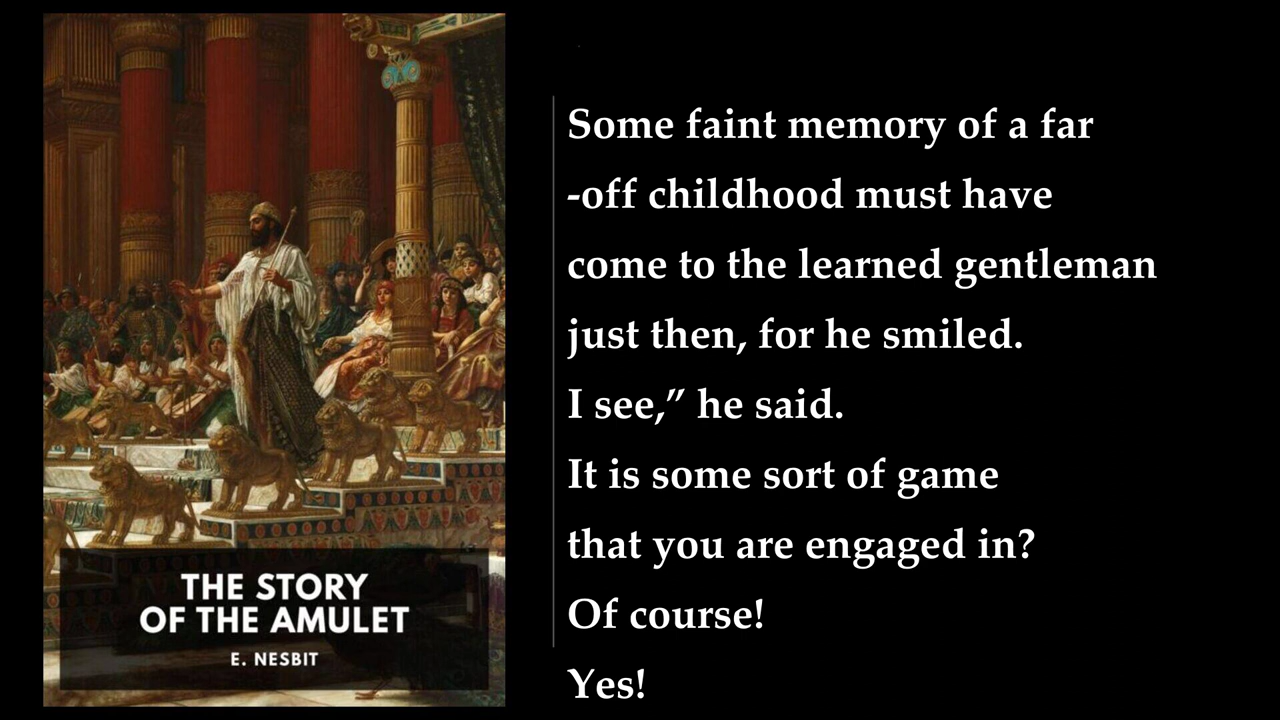 THE STORY
OF THE AMULET
E. NESBIT
Some faint memory of a far
-off childhood must have
come to the learned gentleman
just then, for he smiled.
I see,” he said.
It is some sort of game
that you are engaged in?
Of course!
Yes!